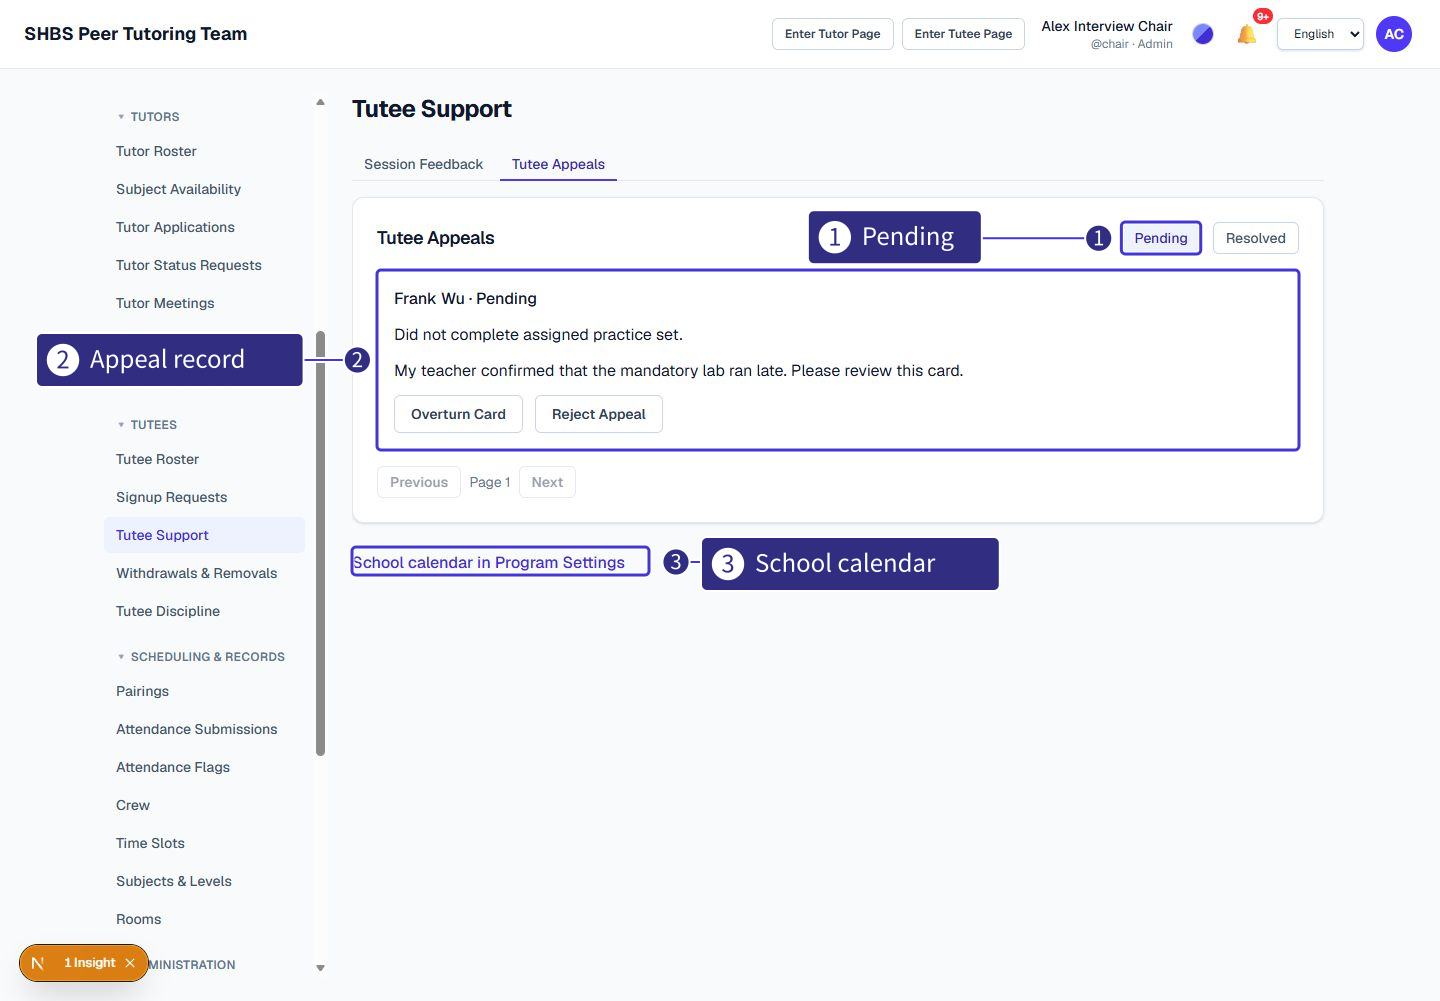 SHBS Peer Tutoring Team
Enter Tutor Page
Enter Tutee Page
Alex Interview Chair
@chair · Admin
9+
English
AC
TUTORS
Tutor Roster
Subject Availability
Tutor Applications
Tutor Status Requests
Tutor Meetings
2 Appeal record
2
TUTEES
Tutee Roster
Signup Requests
Tutee Support
Withdrawals & Removals
Tutee Discipline
SCHEDULING & RECORDS
Pairings
Attendance Submissions
Attendance Flags
Crew
Time Slots
Subjects & Levels
Rooms
MINISTRATION
N 1 Insight
Tutee Support
Session Feedback
Tutee Appeals
Tutee Appeals
1 Pending
1
Pending
Resolved
Frank Wu · Pending
Did not complete assigned practice set.
My teacher confirmed that the mandatory lab ran late. Please review this card.
Overturn Card
Reject Appeal
Previous
Page 1
Next
School calendar in Program Settings
3
3 School calendar